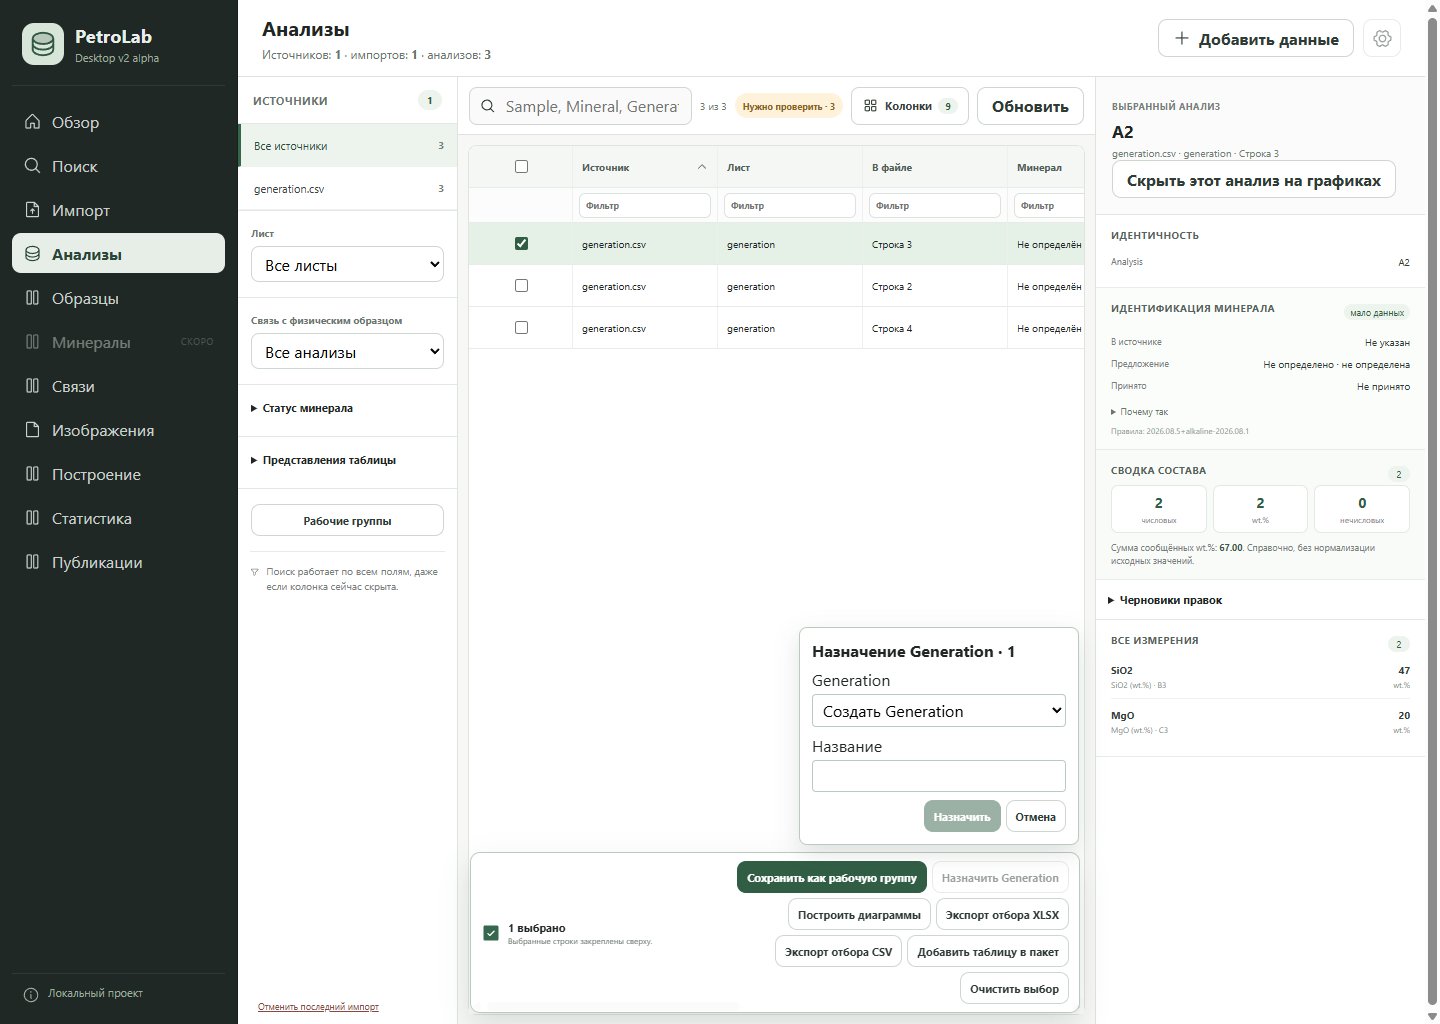 PetroLab
Desktop v2 alpha
Обзор
Поиск
Импорт
Анализы
Образцы
Минералы
СКОРО
Связи
Изображения
Построение
Статистика
Публикации
Локальный проект
Анализы
Источников: 1 · импортов: 1 · анализов: 3
Добавить данные
ИСТОЧНИКИ
1
Все источники
3
generation.csv
3
Лист
Все листы
Связь с физическим образцом
Все анализы
Статус минерала
Представления таблицы
Рабочие группы
Поиск работает по всем полям, даже
если колонка сейчас скрыта.
Отменить последний импорт
Sample, Mineral, Genera
3 из 3
Нужно проверить · 3
Колонки
9
Обновить
Источник
Лист
В файле
Минерал
Фильтр
Фильтр
Фильтр
Фильтр
generation.csv
generation
Строка 3
Не определён
generation.csv
generation
Строка 2
Не определён
generation.csv
generation
Строка 4
Не определён
Назначение Generation · 1
Generation
Создать Generation
Название
Назначить
Отмена
1 выбрано
Выбранные строки закреплены сверху.
Сохранить как рабочую группу
Назначить Generation
Построить диаграммы
Экспорт отбора XLSX
Экспорт отбора CSV
Добавить таблицу в пакет
Очистить выбор
ВЫБРАННЫЙ АНАЛИЗ
A2
generation.csv · generation · Строка 3
Скрыть этот анализ на графиках
ИДЕНТИЧНОСТЬ
Analysis
A2
ИДЕНТИФИКАЦИЯ МИНЕРАЛА
мало данных
В источнике
Не указан
Предложение
Не определено · не определена
Принято
Не принято
Почему так
Правила: 2026.08.5+alkaline-2026.08.1
СВОДКА СОСТАВА
2
2
числовых
2
wt.%
0
нечисловых
Сумма сообщённых wt.%: 67.00. Справочно, без нормализации
исходных значений.
Черновики правок
ВСЕ ИЗМЕРЕНИЯ
2
SiO2
47
SiO2 (wt.%) · B3
wt.%
MgO
20
MgO (wt.%) · C3
wt.%